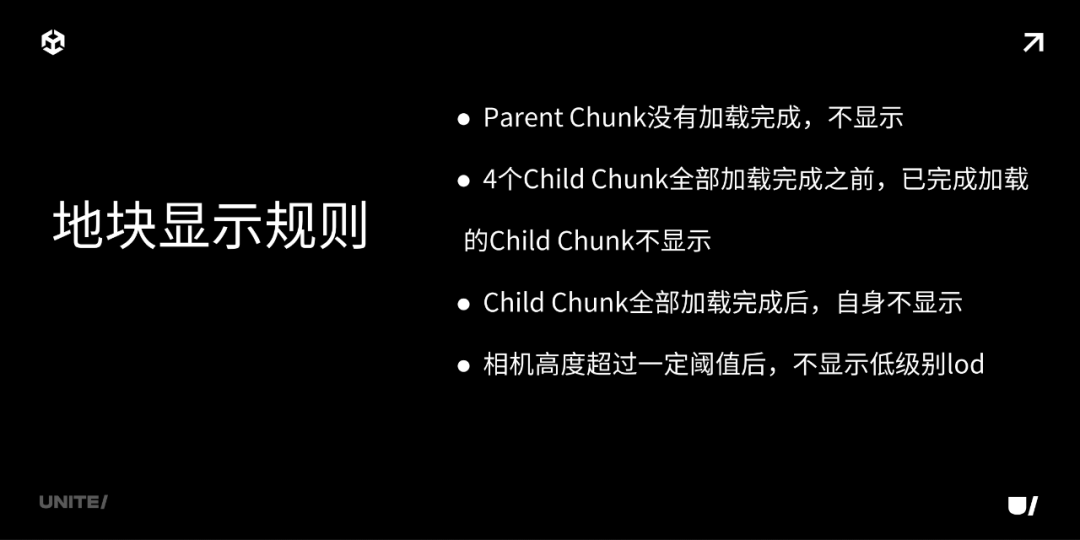 地块显示规则
● Parent Chunk没有加载完成，不显示
● 4个Child Chunk全部加载完成之前，已完成加载
的Child Chunk不显示
● Child Chunk全部加载完成后，自身不显示
● 相机高度超过一定阈值后，不显示低级别lod
UNITE/
U/